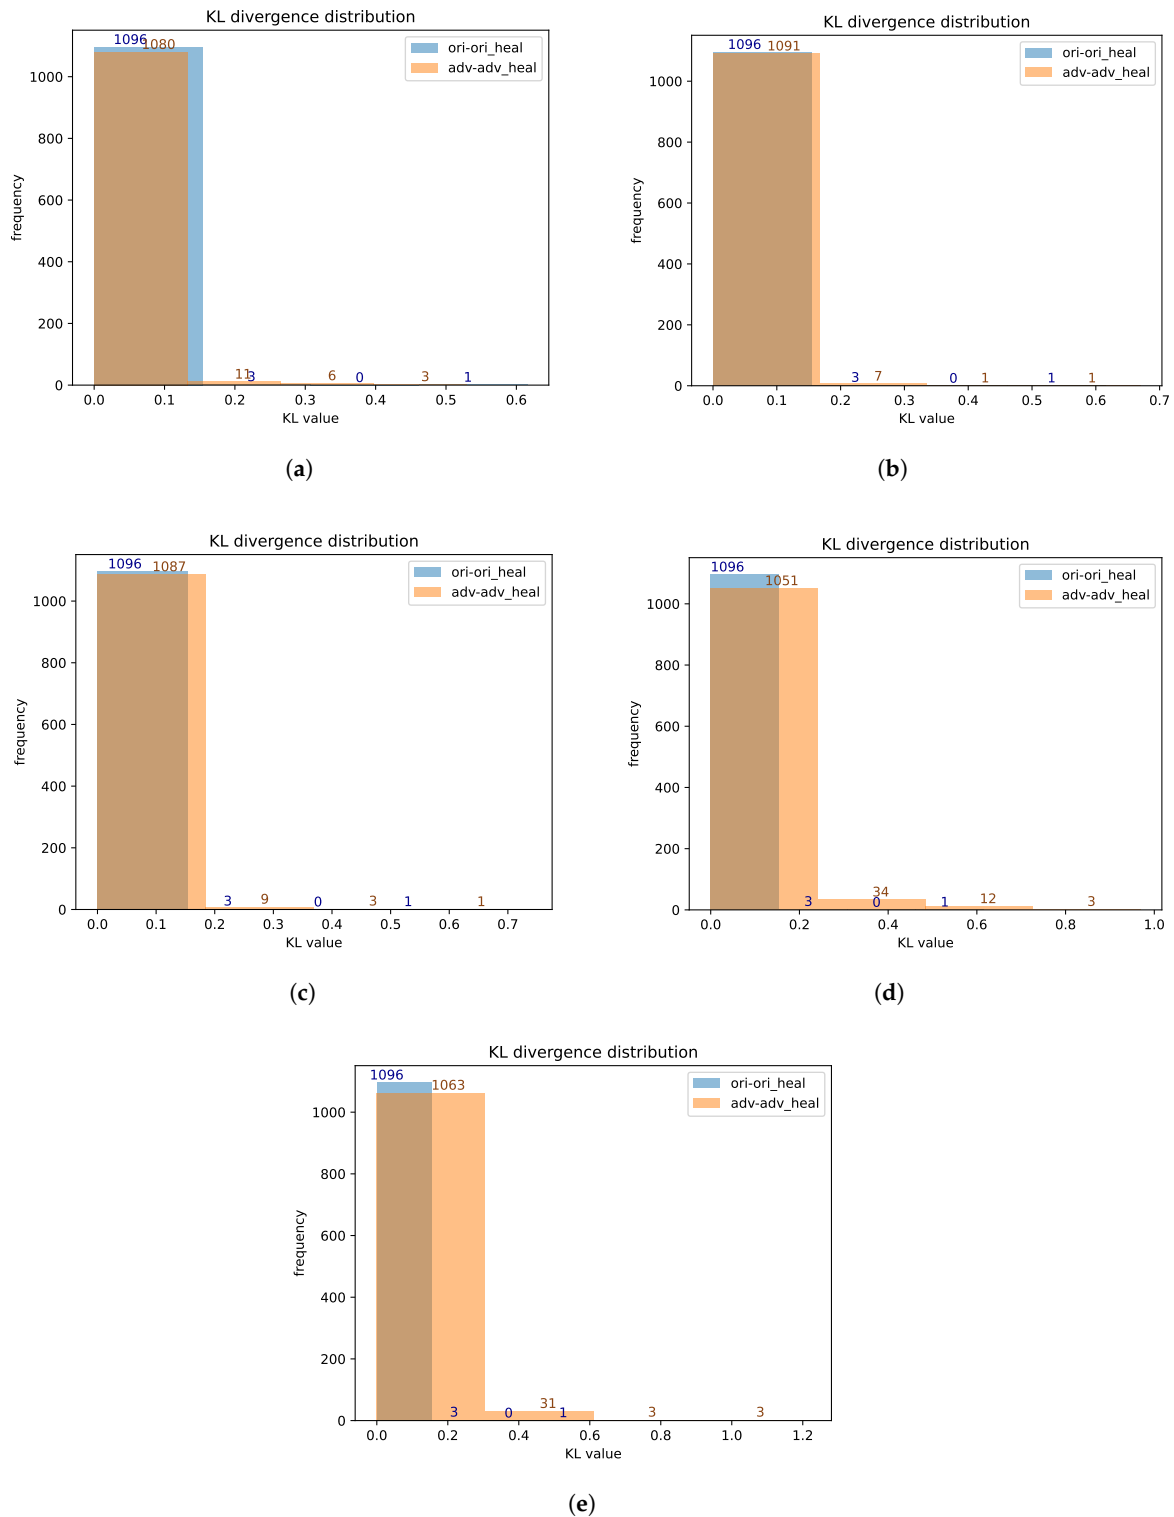 KL divergence distribution
1096
1080
ori-ori_heal
adv-adv_heal
1000
800
600
400
200
0
frequency
11
3
6
0
3
1
0.0 0.1 0.2 0.3 0.4 0.5 0.6
KL value
(a)
KL divergence distribution
1096 1091
ori-ori_heal
adv-adv_heal
1000
800
600
400
200
0
frequency
3 7 0 1 1 1
0.0 0.1 0.2 0.3 0.4 0.5 0.6 0.7
KL value
(b)
KL divergence distribution
1096 1087
ori-ori_heal
adv-adv_heal
1000
800
600
400
200
0
frequency
3 9 0 3 1 1
0.0 0.1 0.2 0.3 0.4 0.5 0.6 0.7
KL value
(c)
KL divergence distribution
1096
1051
ori-ori_heal
adv-adv_heal
1000
800
600
400
200
0
frequency
3 34 0 1 12 3
0.0 0.2 0.4 0.6 0.8 1.0
KL value
(d)
KL divergence distribution
1096
1063
ori-ori_heal
adv-adv_heal
1000
800
600
400
200
0
frequency
3 0 31 1 3 3
0.0 0.2 0.4 0.6 0.8 1.0 1.2
KL value
(e)